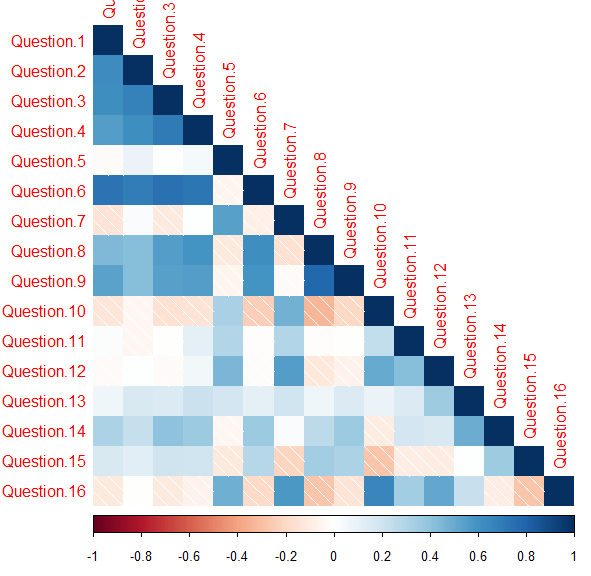 Question.3
Question.4
Question.5
Question.6
Question.7
Question.8
Question.9
Question.10
Question.11
Question.12
Question.13
Question.14
Question.15
Question.16
Question.1
Question.2
Question.3
Question.4
Question.5
Question.6
Question.7
Question.8
Question.9
Question.10
Question.11
Question.12
Question.13
Question.14
Question.15
Question.16
-1 -0.8 -0.6 -0.4 -0.2 0 0.2 0.4 0.6 0.8 1